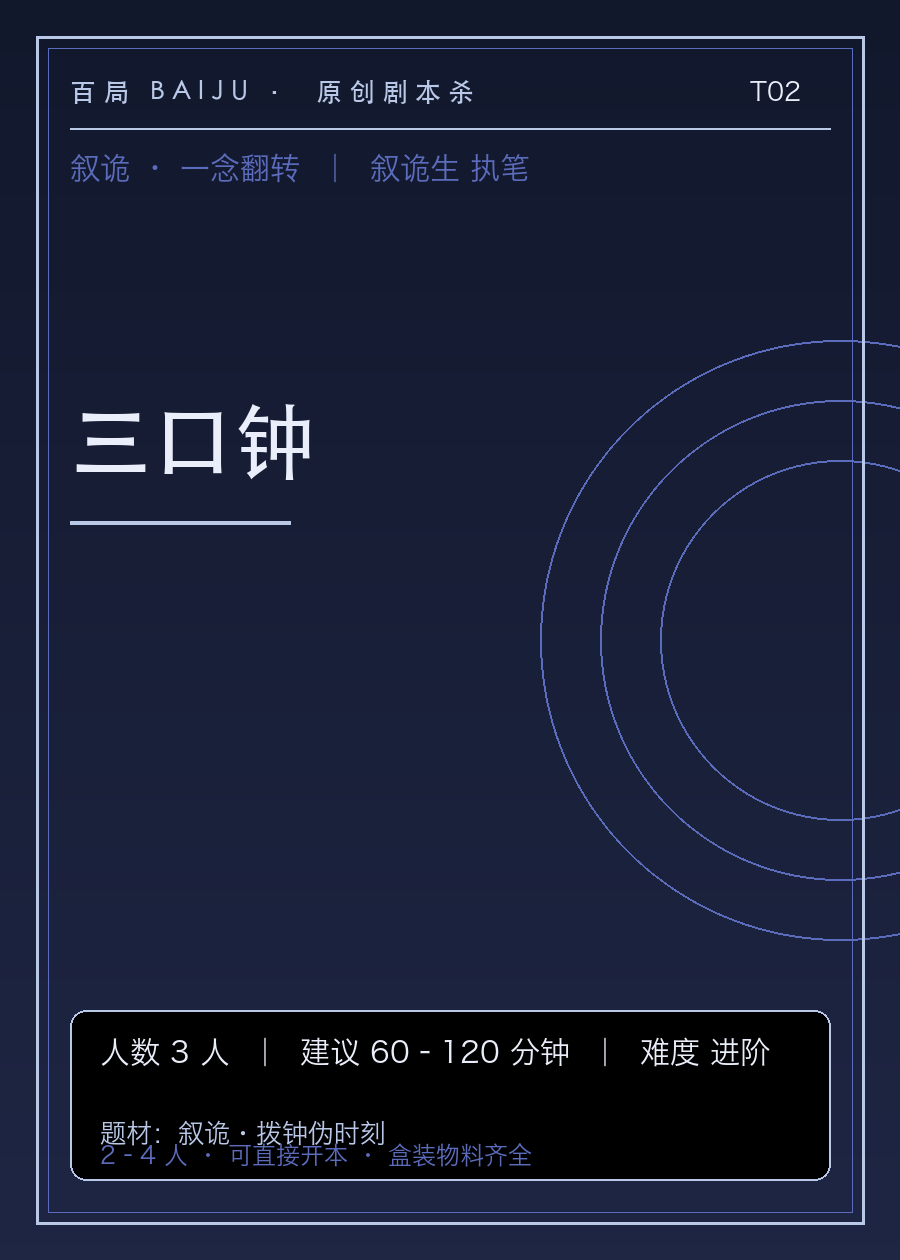 百局 BAIJU · 原创剧本杀 T02
叙诡 · 一念翻转 ｜ 叙诡生 执笔
三口钟
人数 3 人 ｜ 建议 60 - 120 分钟 ｜ 难度 进阶
题材: 叙诡·拨钟伪时刻
2-4 人 · 可直接开本 · 盒装物料齐全